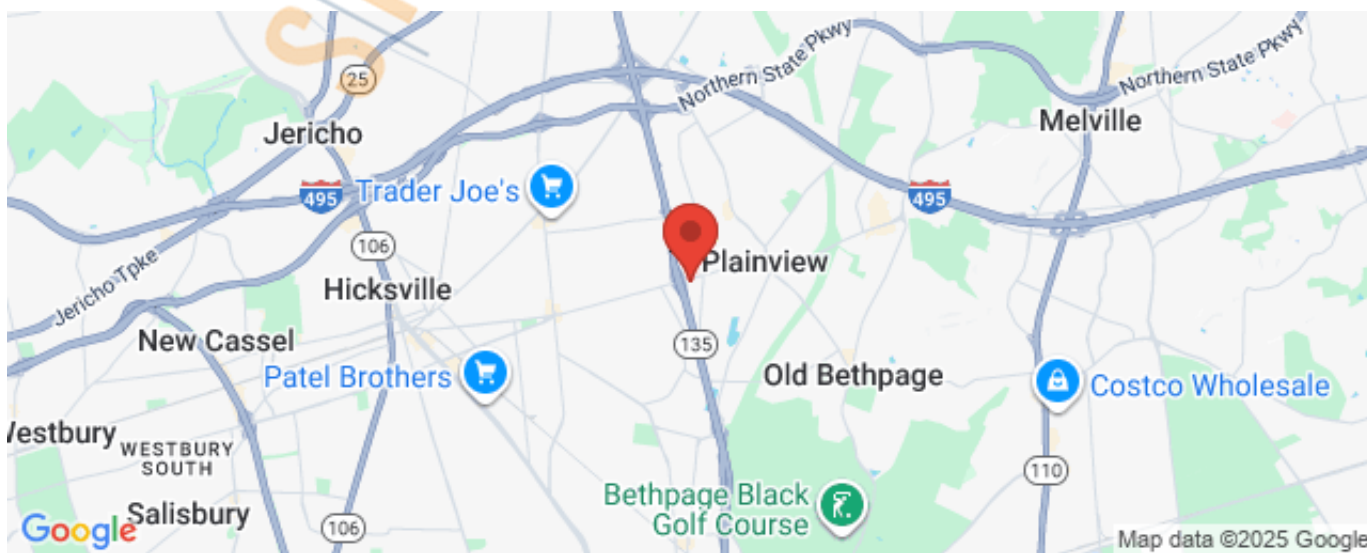 Northern State Pkwy
Northern State Pkwy
25
Jericho
Melville
Trader Joe's
495
495
106
Plainview
Jericho Tpke
Hicksville
New Cassel
135
Patel Brothers
Old Bethpage
Costco Wholesale
Westbury
WESTBURY
SOUTH
110
Bethpage Black
Golf Course
Salisbury
106
Google
Map data ©2025 Google